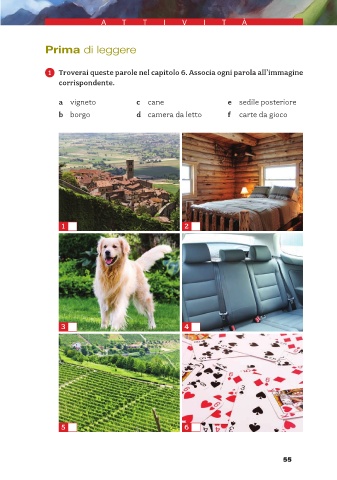 ATTIVITÀ
Prima di leggere
1 Troverai queste parole nel capitolo 6. Associa ogni parola all'immagine
corrispondente.
a vigneto c cane e sedile posteriore
b borgo d camera da letto f carte da gioco
1 2
3 4
5 6
55